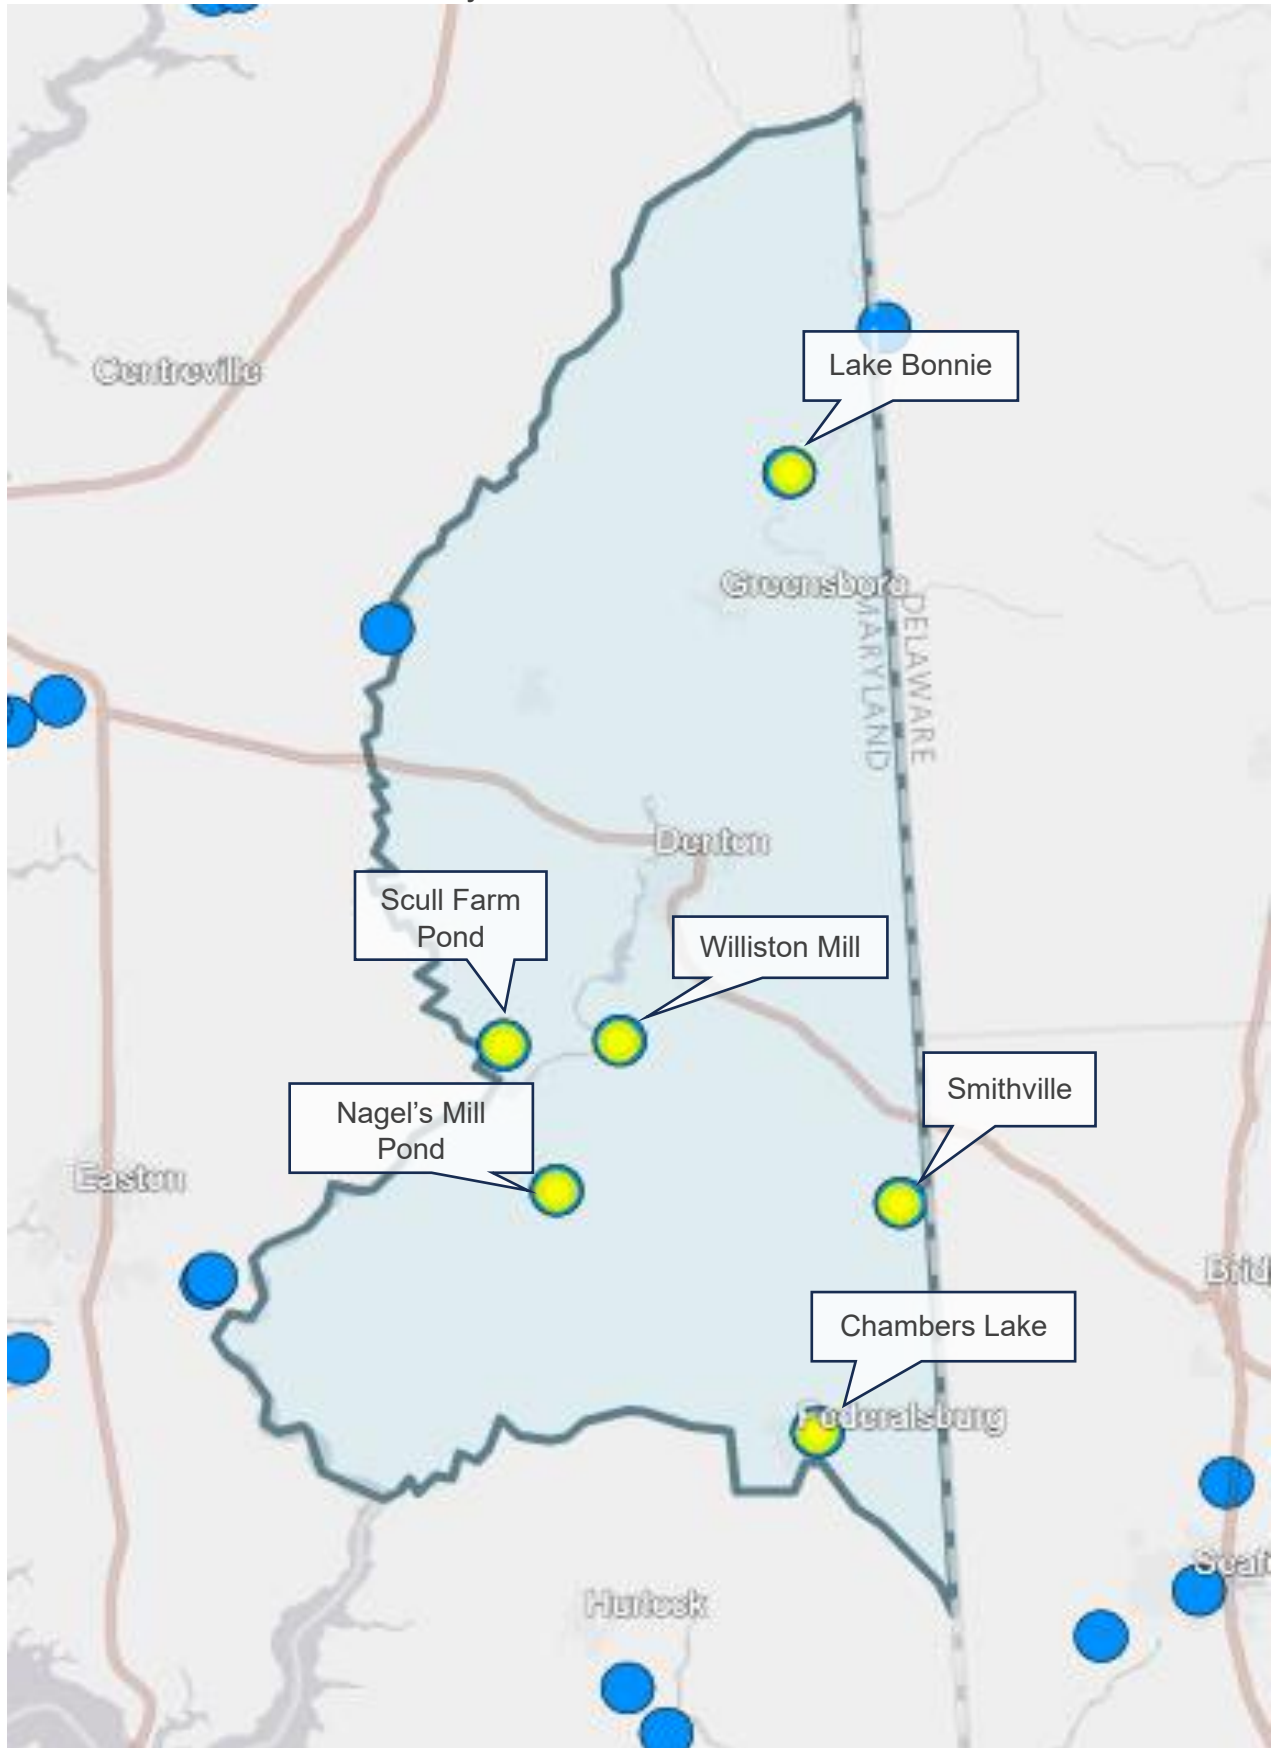 Centreville
Lake Bonnie
Greensboro
MARYLAND
DELAWARE
Denton
Scull Farm
Pond
Williston Mill
Smithville
Nagel’s Mill
Pond
Easton
Chambers Lake
Federalsburg
Hurlock